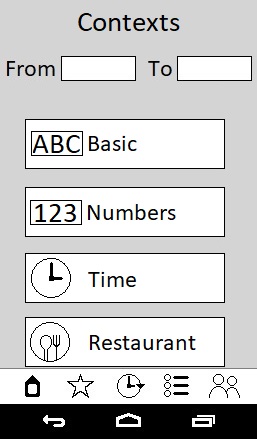 Contexts
From To
ABC Basic
123 Numbers
Time
Restaurant